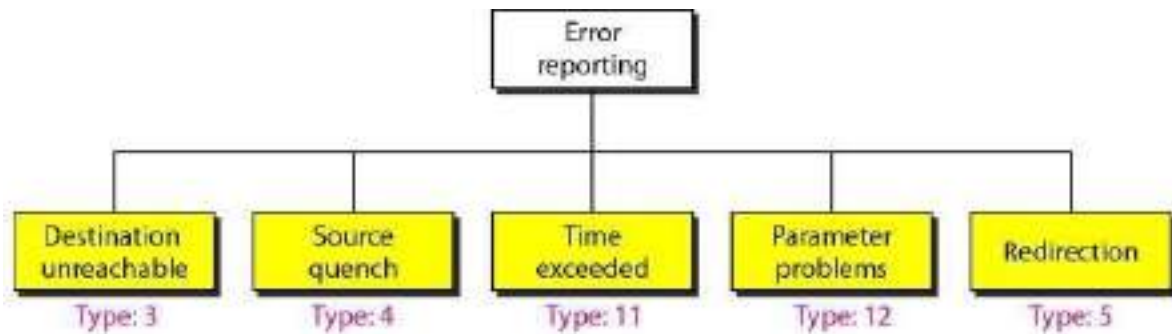 Error
reporting
Destination
unreachable
Source
quench
Time
exceeded
Parameter
problems
Redirection
Type: 3
Type: 4
Type: 11
Type: 12
Type: 5